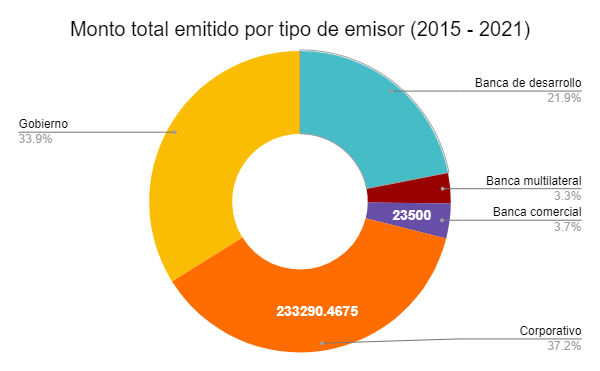 Monto total emitido por tipo de emisor (2015 - 2021)
Banca de desarrollo
21.9%
Gobierno
33.9%
Banca multilateral
3.3%
Banca comercial
3.7%
23500
233290.4675
Corporativo
37.2%